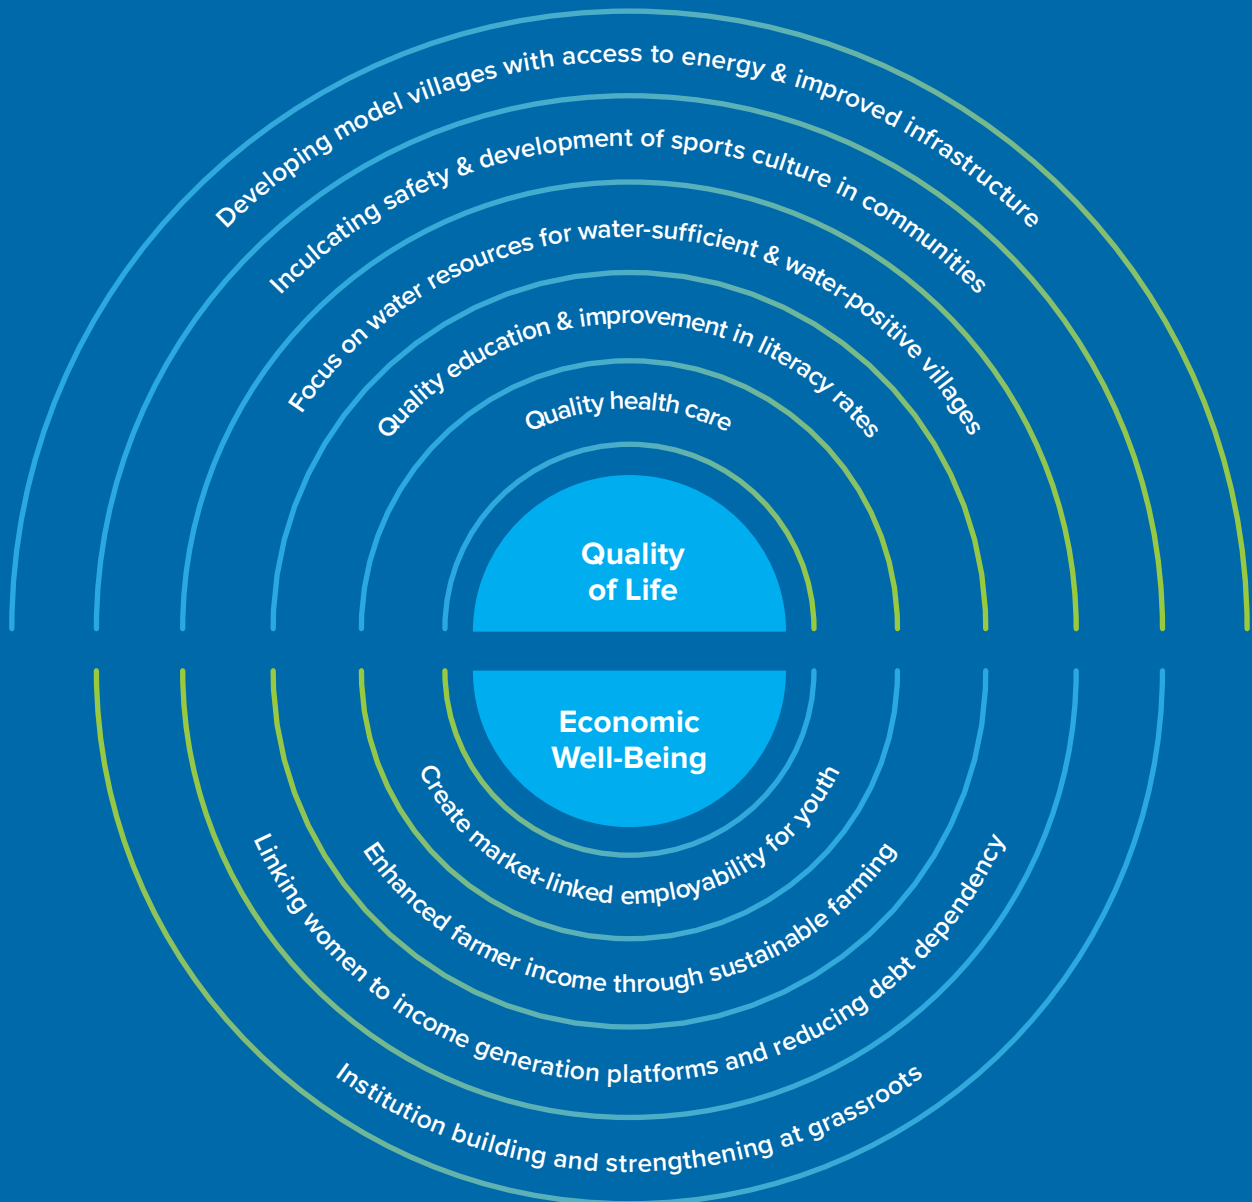 Developing model villages with access to energy & improved infrastructure
Inculcating safety & development of sports culture in communities
Focus on water resources for water-sufficient & water-positive villages
Quality education & improvement in literacy rates
Quality health care
Quality
of Life
Economic
Well-Being
Create market-linked employability for youth
Enhanced farmer income through sustainable farming
Linking women to income generation platforms and reducing debt dependency
Institution building and strengthening at grassroots